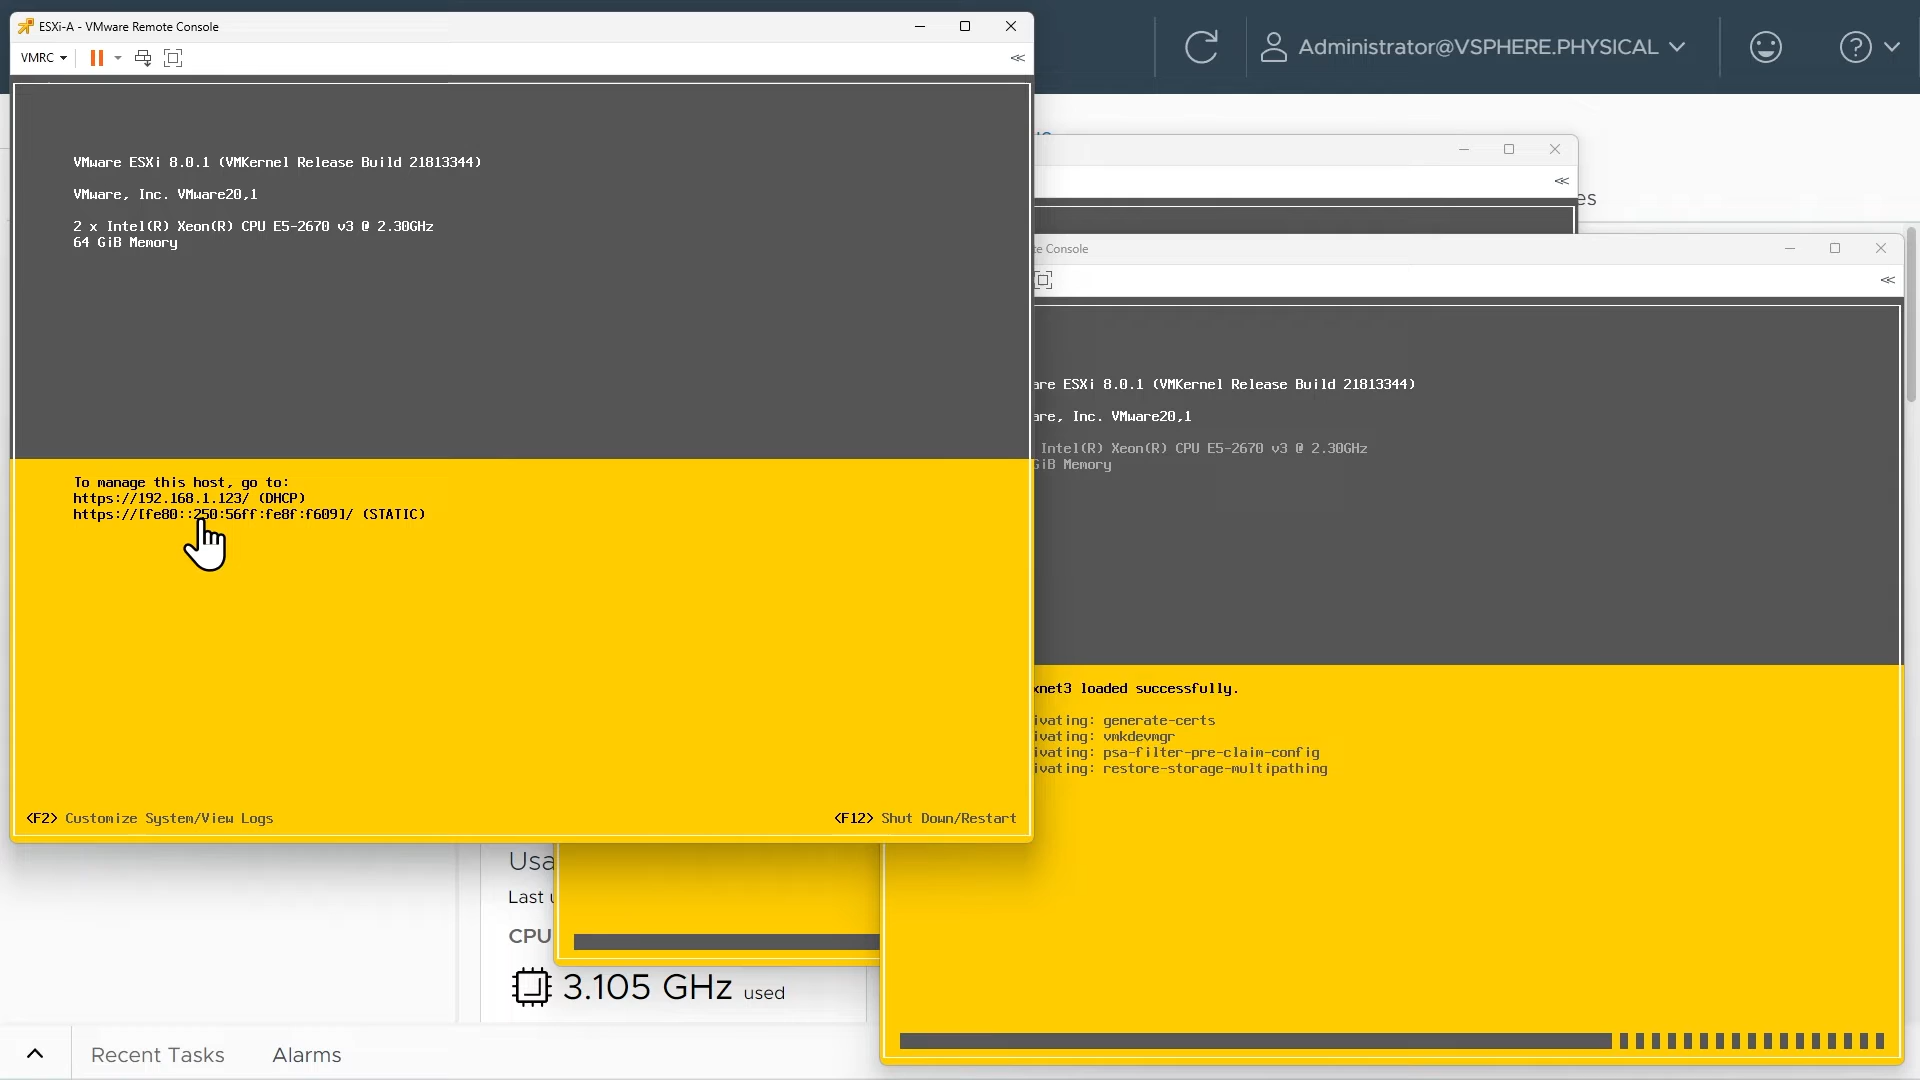 ESXi-A - VMware Remote Console
VMRC
Administrator@VSPHERE.PHYSICAL
VMware ESXi 8.0.1 (VMKernel Release Build 21813344)
VMware, Inc. VMware20,1
2 x Intel(R) Xeon(R) CPU E5-2670 v3 @ 2.30GHz
64 GiB Memory
To manage this host, go to:
https://192.168.1.123/ (DHCP)
https://[fe80::250:56ff:fe8f:f609]/ (STATIC)
<F2> Customize System/View Logs
<F12> Shut Down/Restart
es
te Console
are ESXi 8.0.1 (VMKernel Release Build 21813344)
are, Inc. VMware20,1
Intel(R) Xeon(R) CPU E5-2670 v3 @ 2.30GHz
GiB Memory
xnet3 loaded successfully.
ivating: generate-certs
ivating: vmkdevmgr
ivating: psa-filter-pre-claim-config
ivating: restore-storage-multipathing
Usa
Last u
CPU
3.105 GHz used
Recent Tasks
Alarms